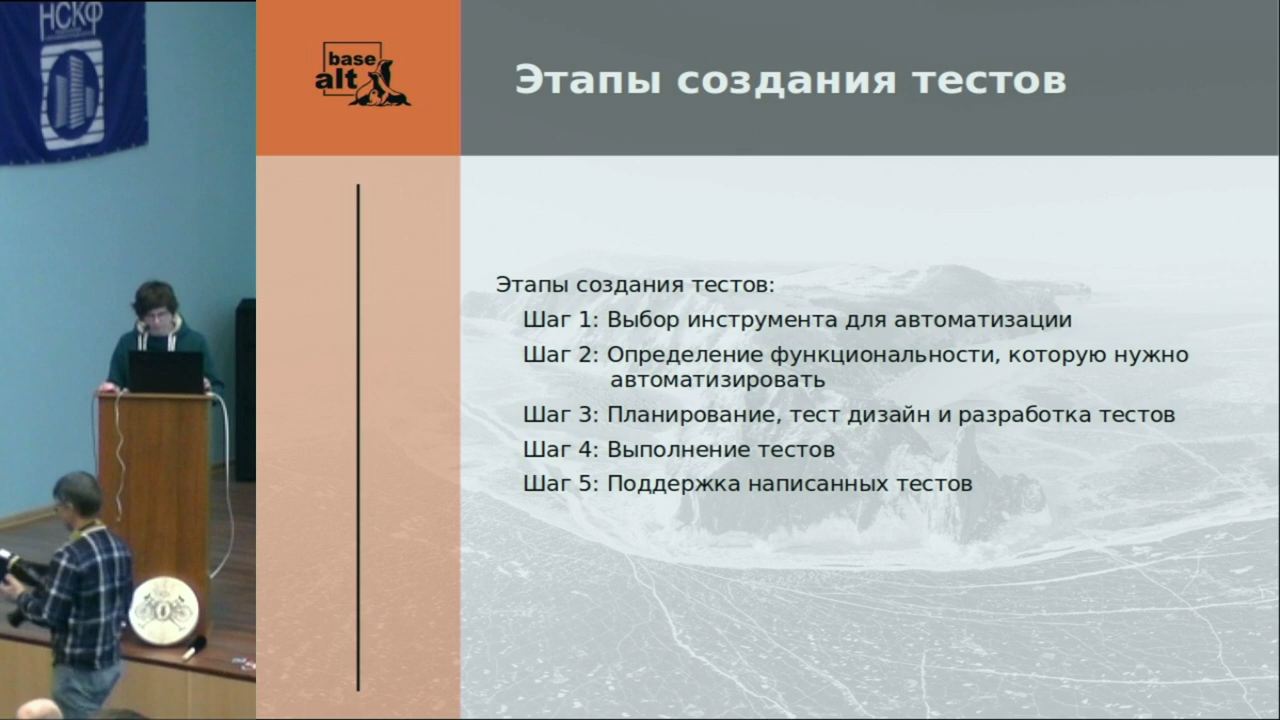 НСКФ
base
alt
Этапы создания тестов
Этапы создания тестов:
Шаг 1: Выбор инструмента для автоматизации
Шаг 2: Определение функциональности, которую нужно
автоматизировать
Шаг 3: Планирование, тест дизайн и разработка тестов
Шаг 4: Выполнение тестов
Шаг 5: Поддержка написанных тестов